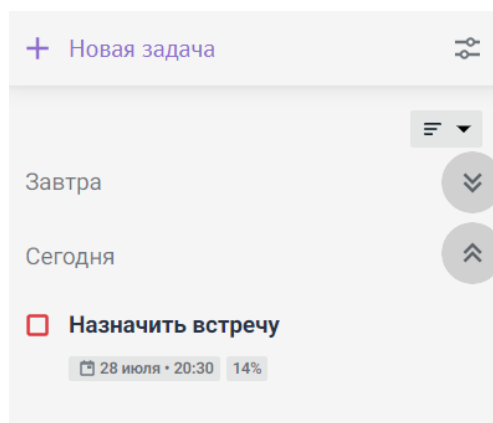 Новая задача
Завтра
Сегодня
Назначить встречу
28 июля • 20:30 14%